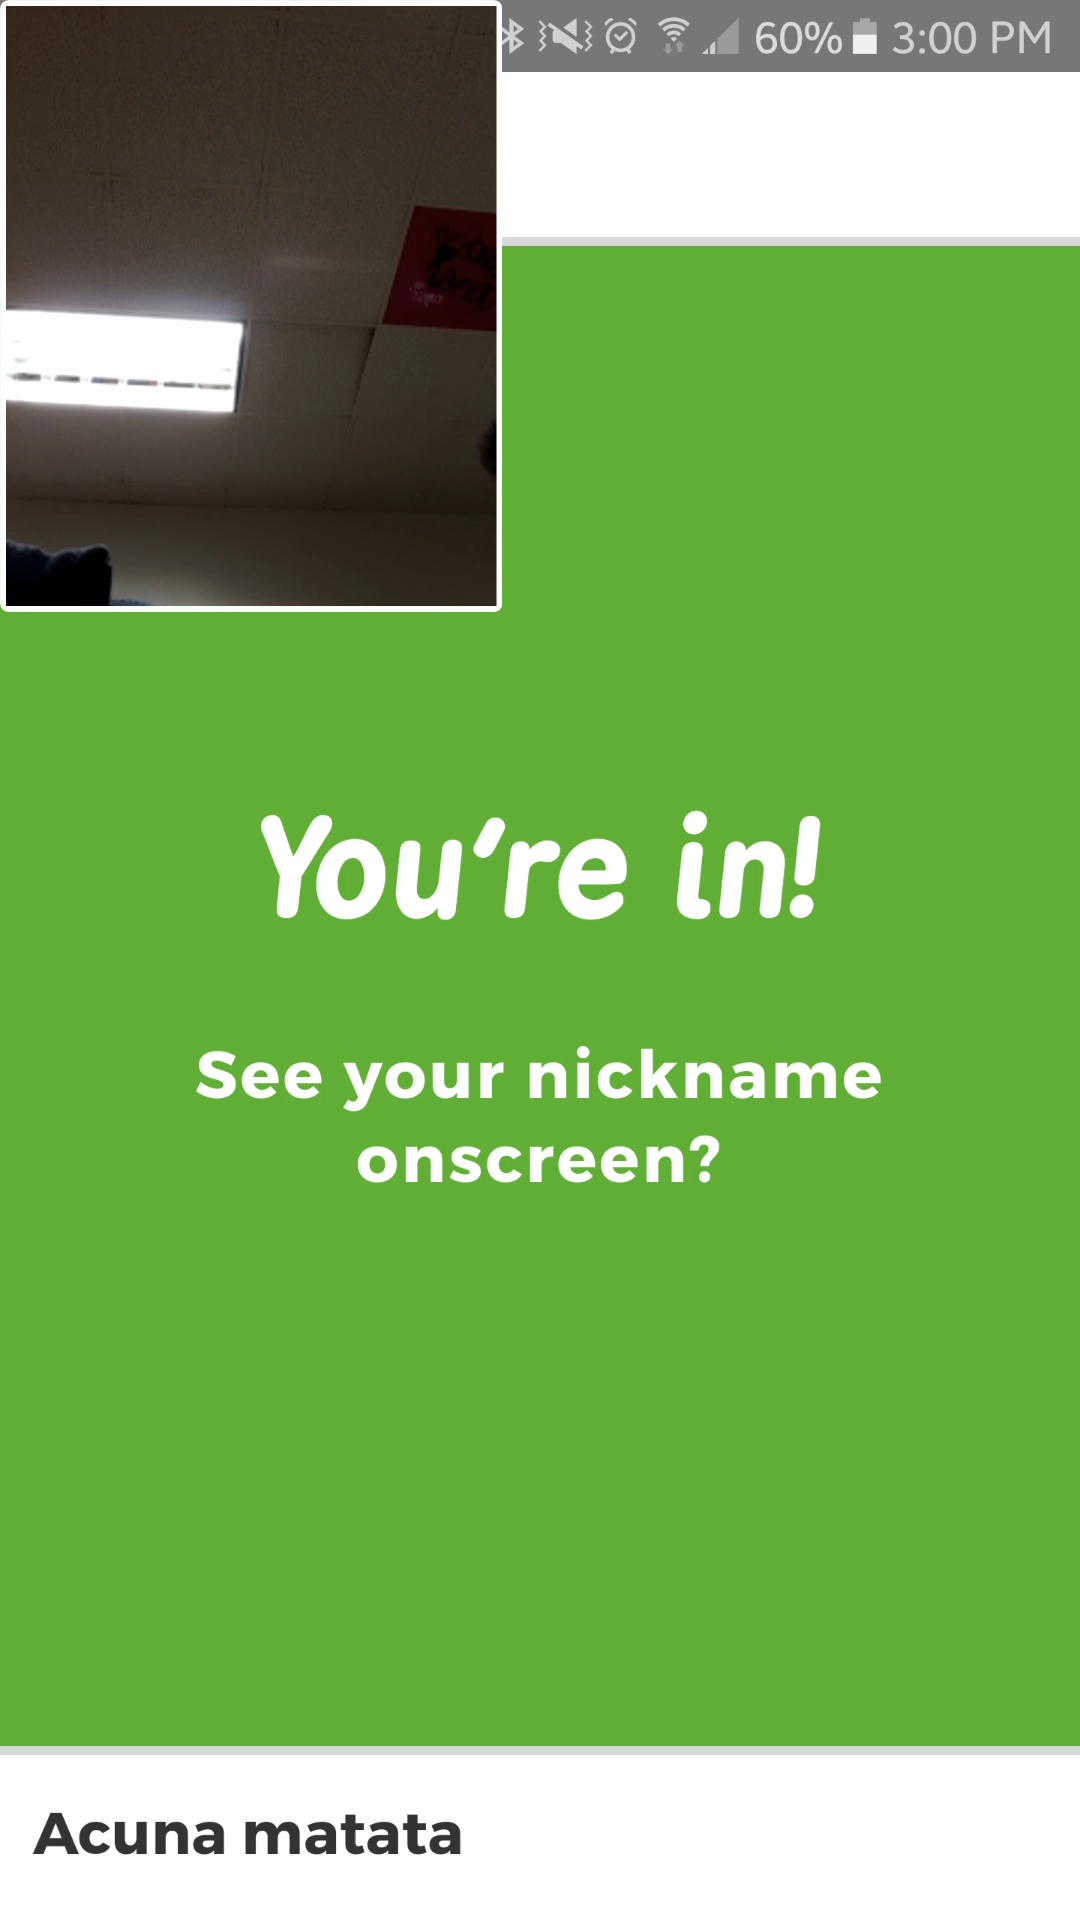 60% 3:00 PM
You're in!
See your nickname
onscreen?
Acuna matata